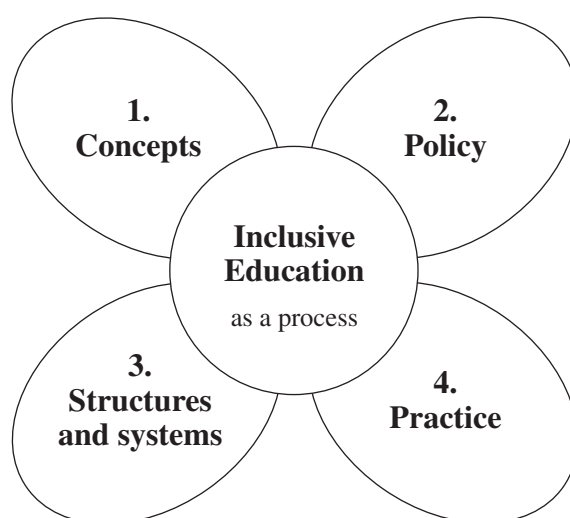 1.
Concepts
2.
Policy
Inclusive
Education
as a process
3.
Structures
and systems
4.
Practice